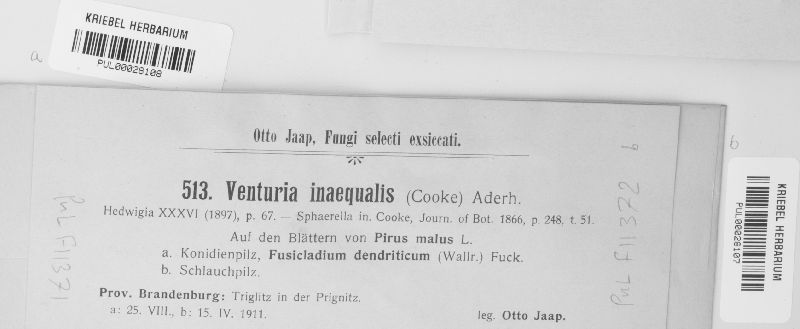 KRIEBEL HERBARIUM
PUL00028108
a
Otto Jaap, Fungi selecti exsiccati.
513. Venturia inaequalis (Cooke) Aderh.
Hedwigia XXXVI (1897), p. 67. — Sphaerella in. Cooke, Journ. of Bot. 1866, p. 248, t. 51.
Auf den Blättern von Pirus malus L.
a. Konidienpilz, Fusicladium dendriticum (Wallr.) Fuck.
b. Schlauchpilz.
Prov. Brandenburg: Triglitz in der Prignitz.
a: 25. VIII., b: 15. IV. 1911.
leg. Otto Jaap.
PUL F11371
PUL F11372 b
b
KRIEBEL HERBARIUM
PUL00028107